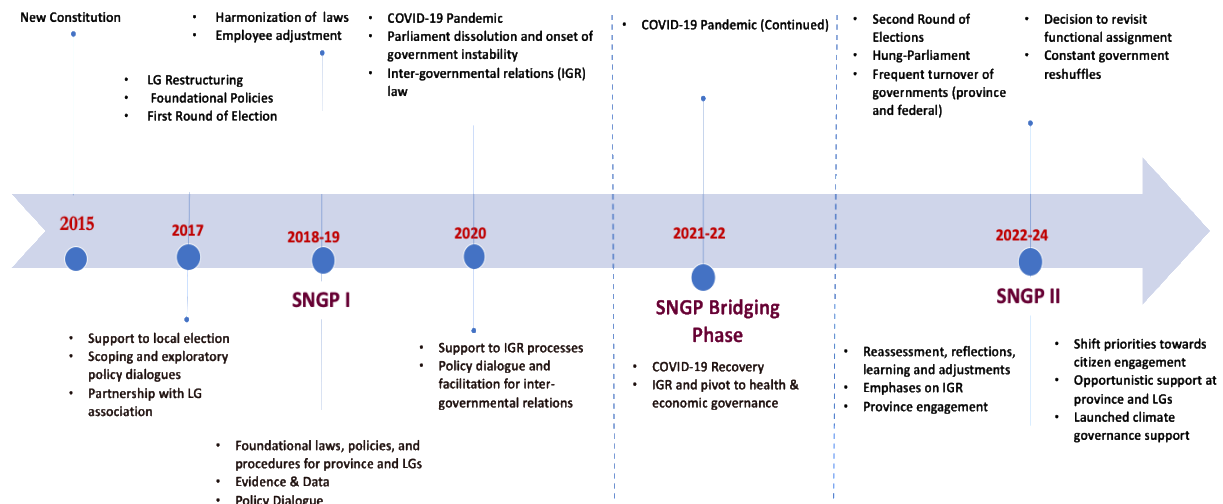 New Constitution
• Harmonization of laws
• Employee adjustment
• LG Restructuring
• Foundational Policies
• First Round of Election
• COVID-19 Pandemic
• Parliament dissolution and onset of
government instability
• Inter-governmental relations (IGR)
law
• COVID-19 Pandemic (Continued)
• Second Round of
Elections
• Hung-Parliament
• Frequent turnover of
governments (province
and federal)
• Decision to revisit
functional assignment
• Constant government
reshuffles
2015
2017
2018-19
2020
2021-22
2022-24
SNGP I
SNGP Bridging
Phase
SNGP II
• Support to local election
• Scoping and exploratory
policy dialogues
• Partnership with LG
association
• Foundational laws, policies, and
procedures for province and LGs
• Evidence & Data
• Policy Dialogue
• Support to IGR processes
• Policy dialogue and
facilitation for inter-
governmental relations
• COVID-19 Recovery
• IGR and pivot to health &
economic governance
• Reassessment, reflections,
learning and adjustments
• Emphases on IGR
• Province engagement
• Shift priorities towards
citizen engagement
• Opportunistic support at
province and LGs
• Launched climate
governance support